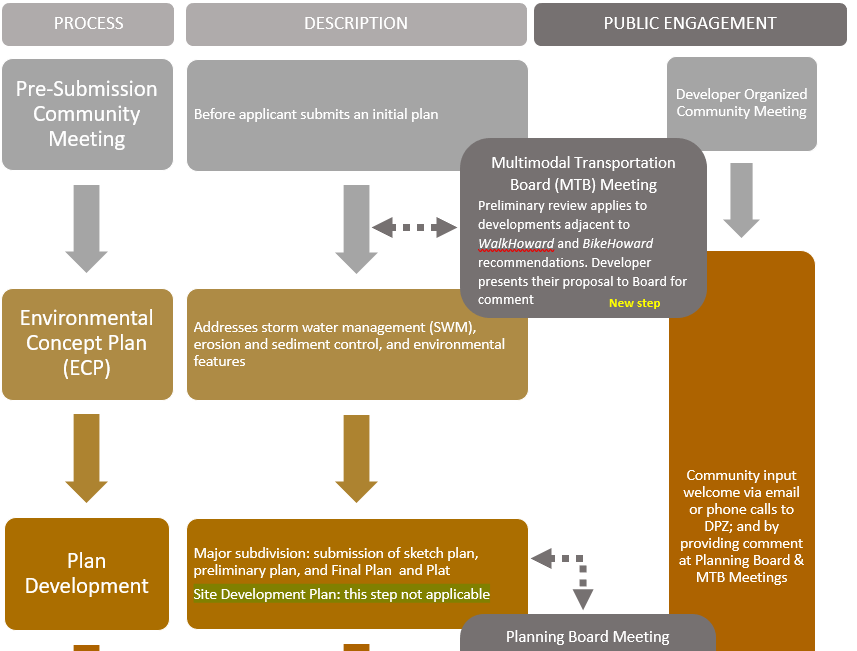 PROCESS
DESCRIPTION
PUBLIC ENGAGEMENT
Pre-Submission
Community
Meeting
Before applicant submits an initial plan
Developer Organized
Community Meeting
Multimodal Transportation
Board (MTB) Meeting
Preliminary review applies to
developments adjacent to
WalkHoward and BikeHoward
recommendations. Developer
presents their proposal to Board for
comment
New step
Environmental
Concept Plan
(ECP)
Addresses storm water management (SWM),
erosion and sediment control, and environmental
features
Community input
welcome via email
or phone calls to
DPZ; and by
providing comment
at Planning Board &
MTB Meetings
Plan
Development
Major subdivision: submission of sketch plan,
preliminary plan, and Final Plan and Plat
Site Development Plan: this step not applicable
Planning Board Meeting